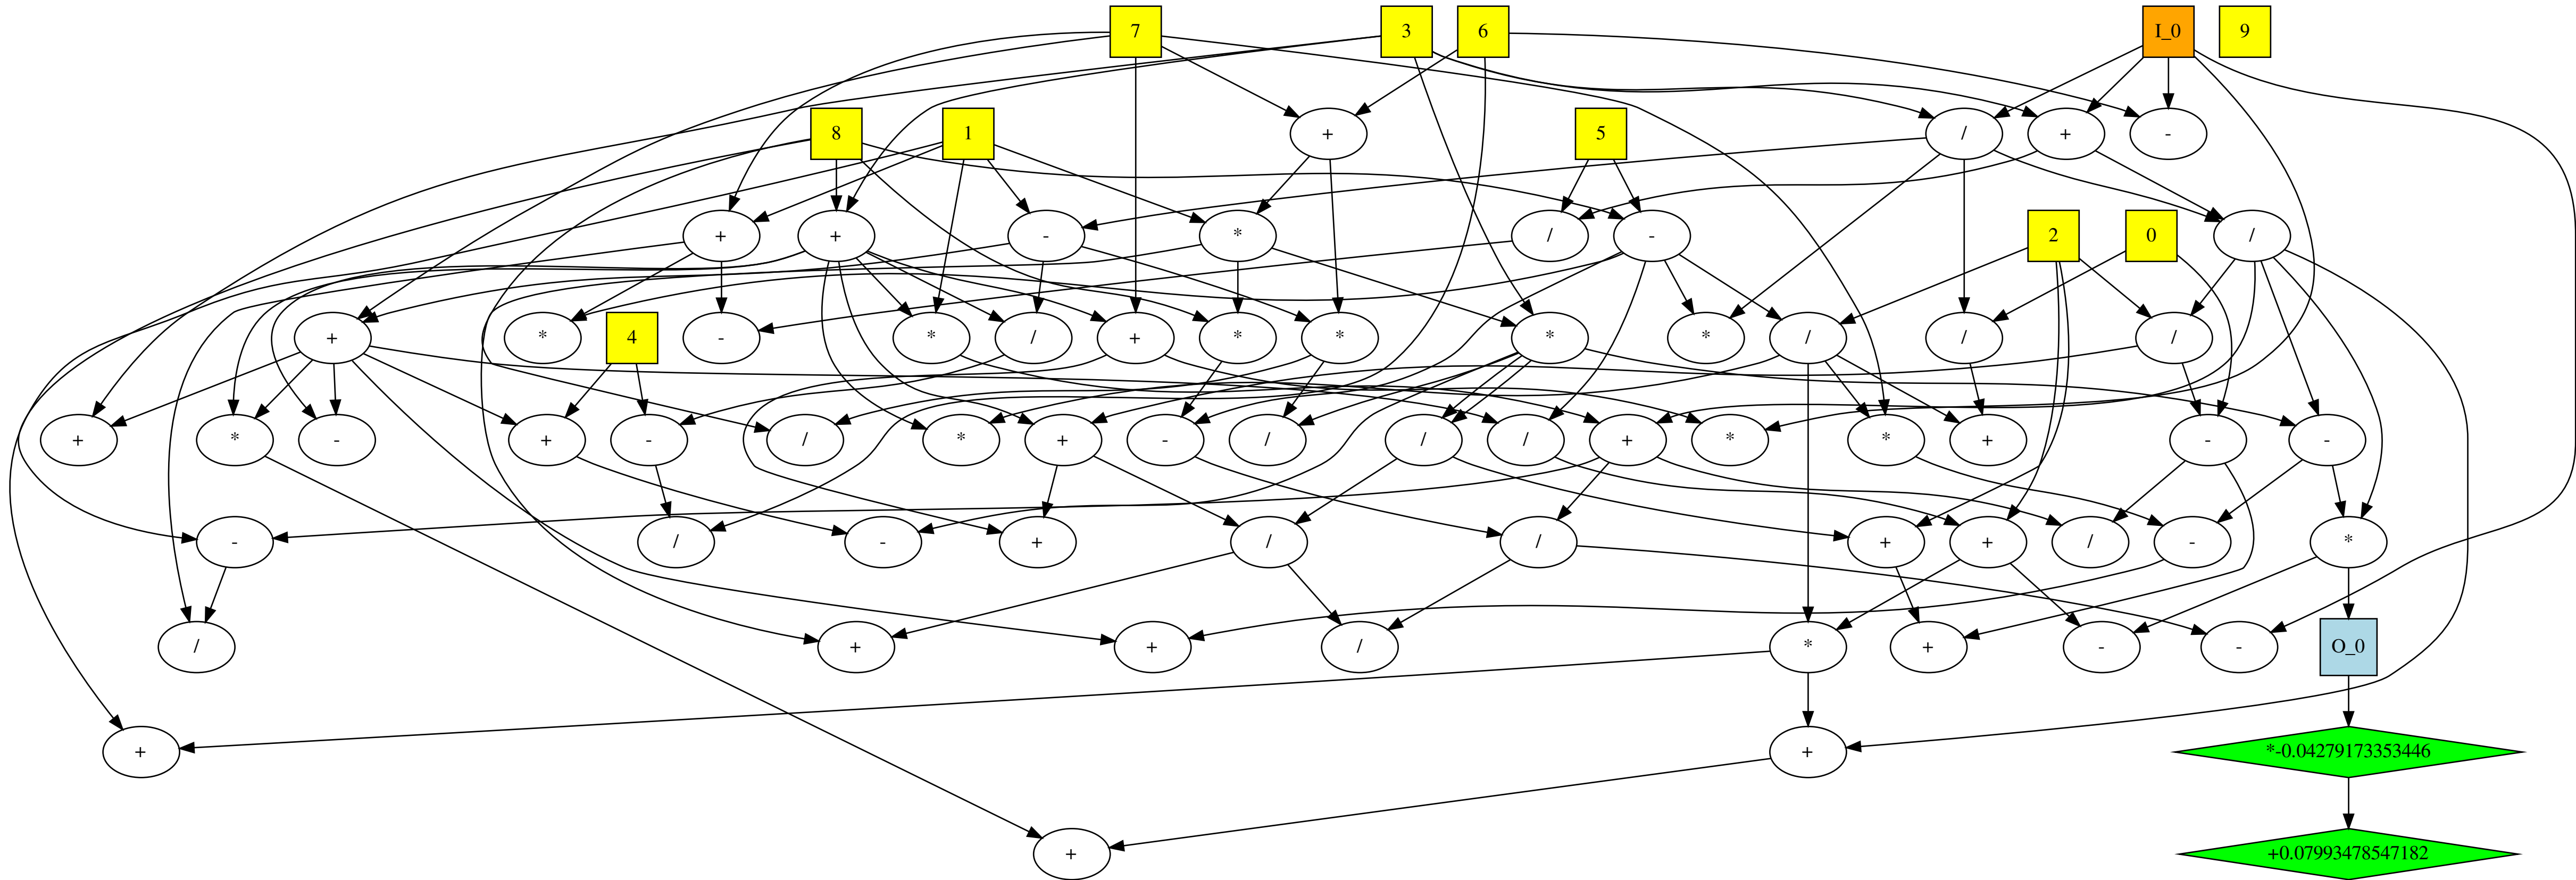 7 3 6 I_0 9
8 1 + 5 / + -
+ + - * / - 2 0 /
+ * 4 - * / + * * * * / / /
+ * - + - / * + - / / / + * * + - -
- / - + / / + + / - *
/ + + / * + - - O_0
+ + *-0.04279173353446
+ +0.07993478547182